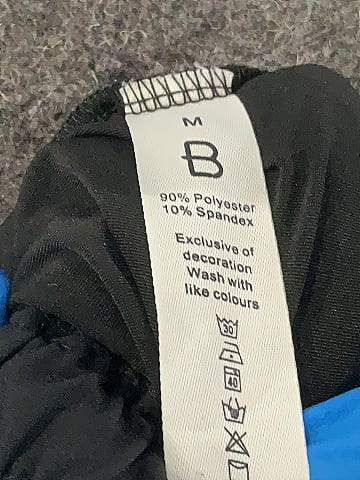 M
B
90% Polyester
10% Spandex
Exclusive of
decoration
Wash with
like colours
30
40